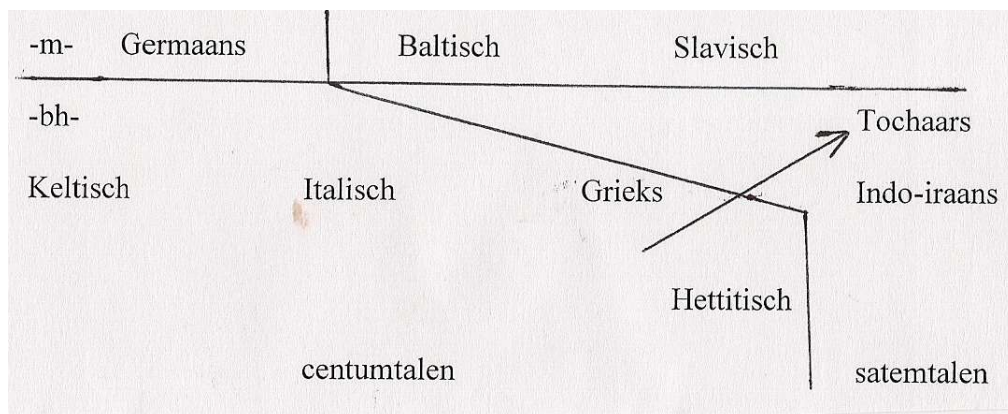 -m- Germaans Baltisch Slavisch
-bh- Tochaars
Keltisch Italisch Grieks Indo-iraans
Hettitisch
centumtalen satemtalen